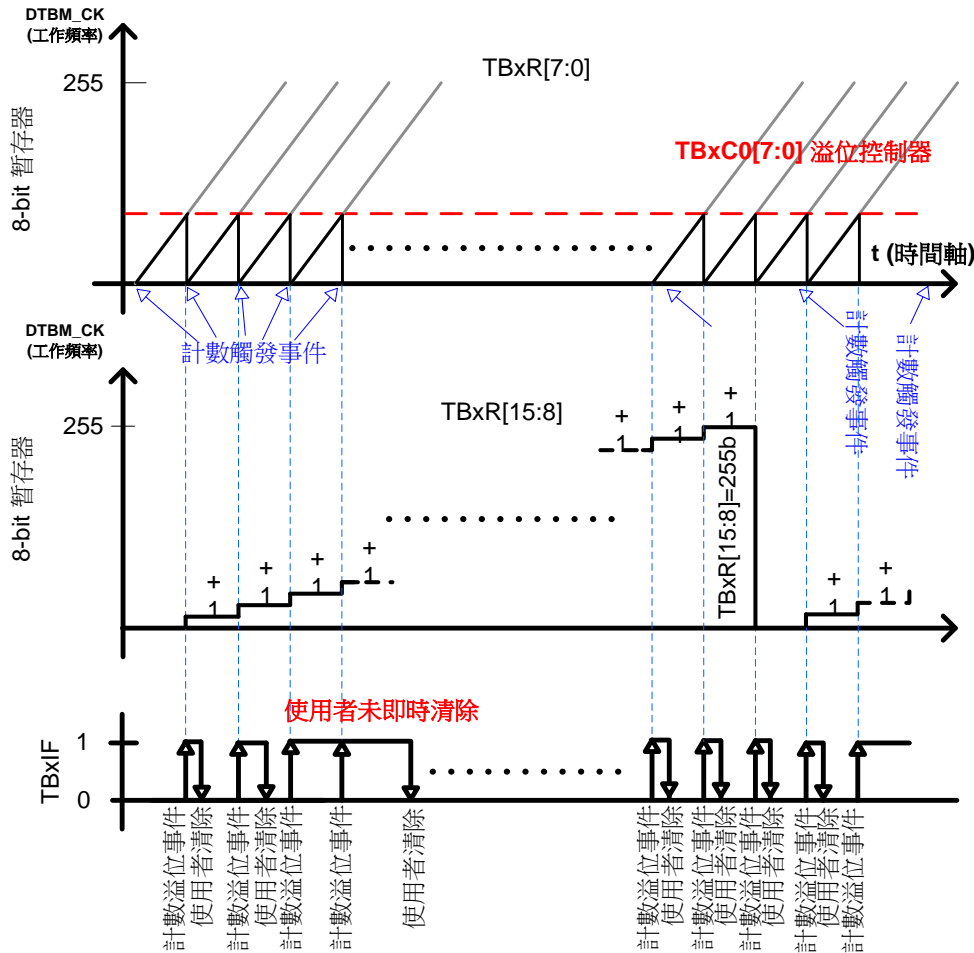 DTBM_CK
(工作頻率)
TBxR[7:0]
255
8-bit 暫存器
TBxC0[7:0] 溢位控制器
t (時間軸)
計數觸發事件
計數觸發事件
計數觸發事件
DTBM_CK
(工作頻率)
TBxR[15:8]
255
8-bit 暫存器
+
1
+
1
+
1
+
1
+
1
+
1
+
1
TBxR[15:8]=255b
+
1
+
1
使用者未即時清除
TBxIF
1
0
計數溢位事件
使用者清除
計數溢位事件
使用者清除
計數溢位事件
計數溢位事件
使用者清除
計數溢位事件
使用者清除
計數溢位事件
使用者清除
計數溢位事件
使用者清除
計數溢位事件
使用者清除
計數溢位事件